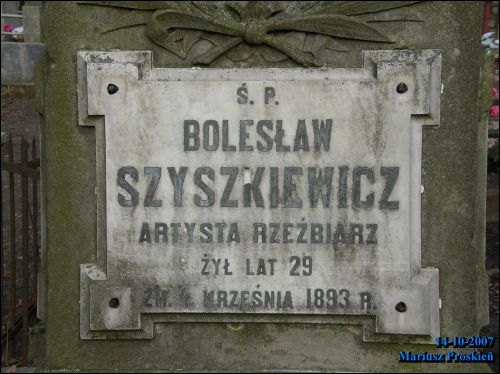 Ś. P.
BOLESŁAW
SZYSZKIEWICZ
ARTYSTA RZEŹBIARZ
ŻYŁ LAT 29
ZM. WRZEŚNIA 1893 R.
14-10-2007
Mariusz Proskień